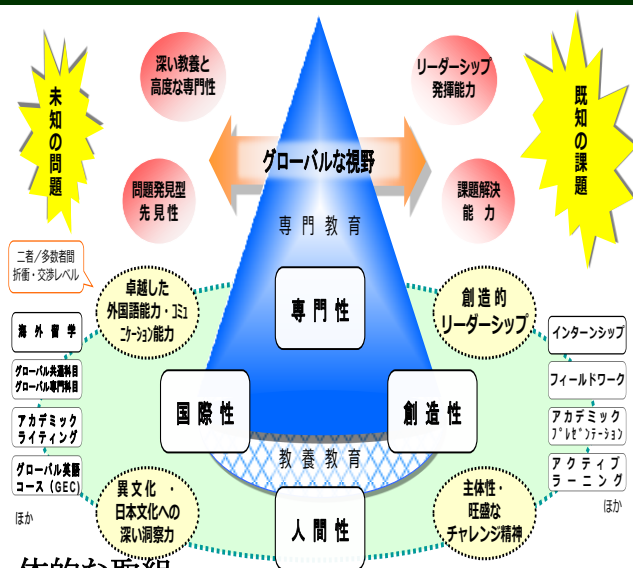 未知の問題
深い教養と
高度な専門性
リーダーシップ
発揮能力
既知の課題
グローバルな視野
問題発見型
先見性
課題解決
能 力
専 門 教 育
二者/多数者間
折衝・交渉レベル
卓越した
外国語能力・コミュ
ニケーション能力
専 門 性
創造的
リーダーシップ
海 外 留 学
グローバル共通科目
グローバル専門科目
アカデミック
ライティング
グローバル英語
コース(GEC)
ほか
インターンシップ
フィールドワーク
アカデミック
プレゼンテーション
アクティブ
ラーニング
ほか
国 際 性
創 造 性
教 養 教 育
異文化 ・
日本文化への
深い洞察力
人 間 性
主体性・
旺盛な
チャレンジ精神
体的な取組